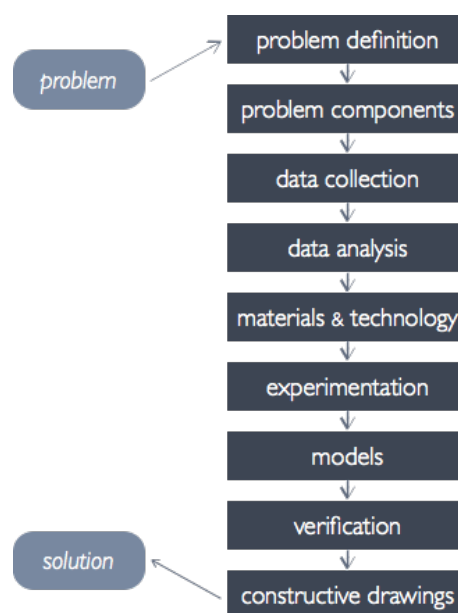 problem
problem definition
problem components
data collection
data analysis
materials & technology
experimentation
models
verification
constructive drawings
solution